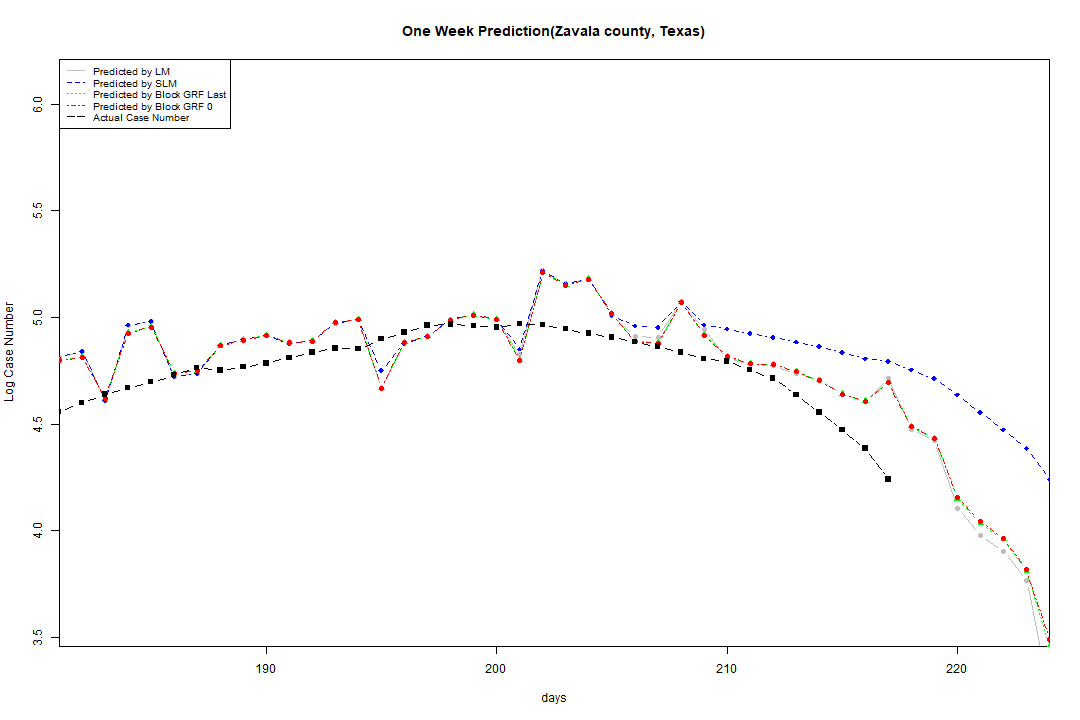 One Week Prediction(Zavala county, Texas)
Predicted by LM
Predicted by SLM
Predicted by Block GRF Last
Predicted by Block GRF 0
Actual Case Number
6.0
5.5
5.0
4.5
4.0
3.5
Log Case Number
190 200 210 220
days